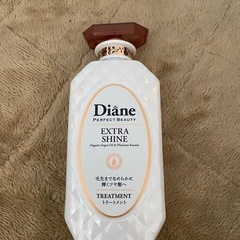 Diane
PERFECT BEAUTY
EXTRA
SHINE
Organic Argan Oil & Platinum Keratin
毛先までなめらかに
輝くツヤ髪へ
TREATMENT
トリートメント